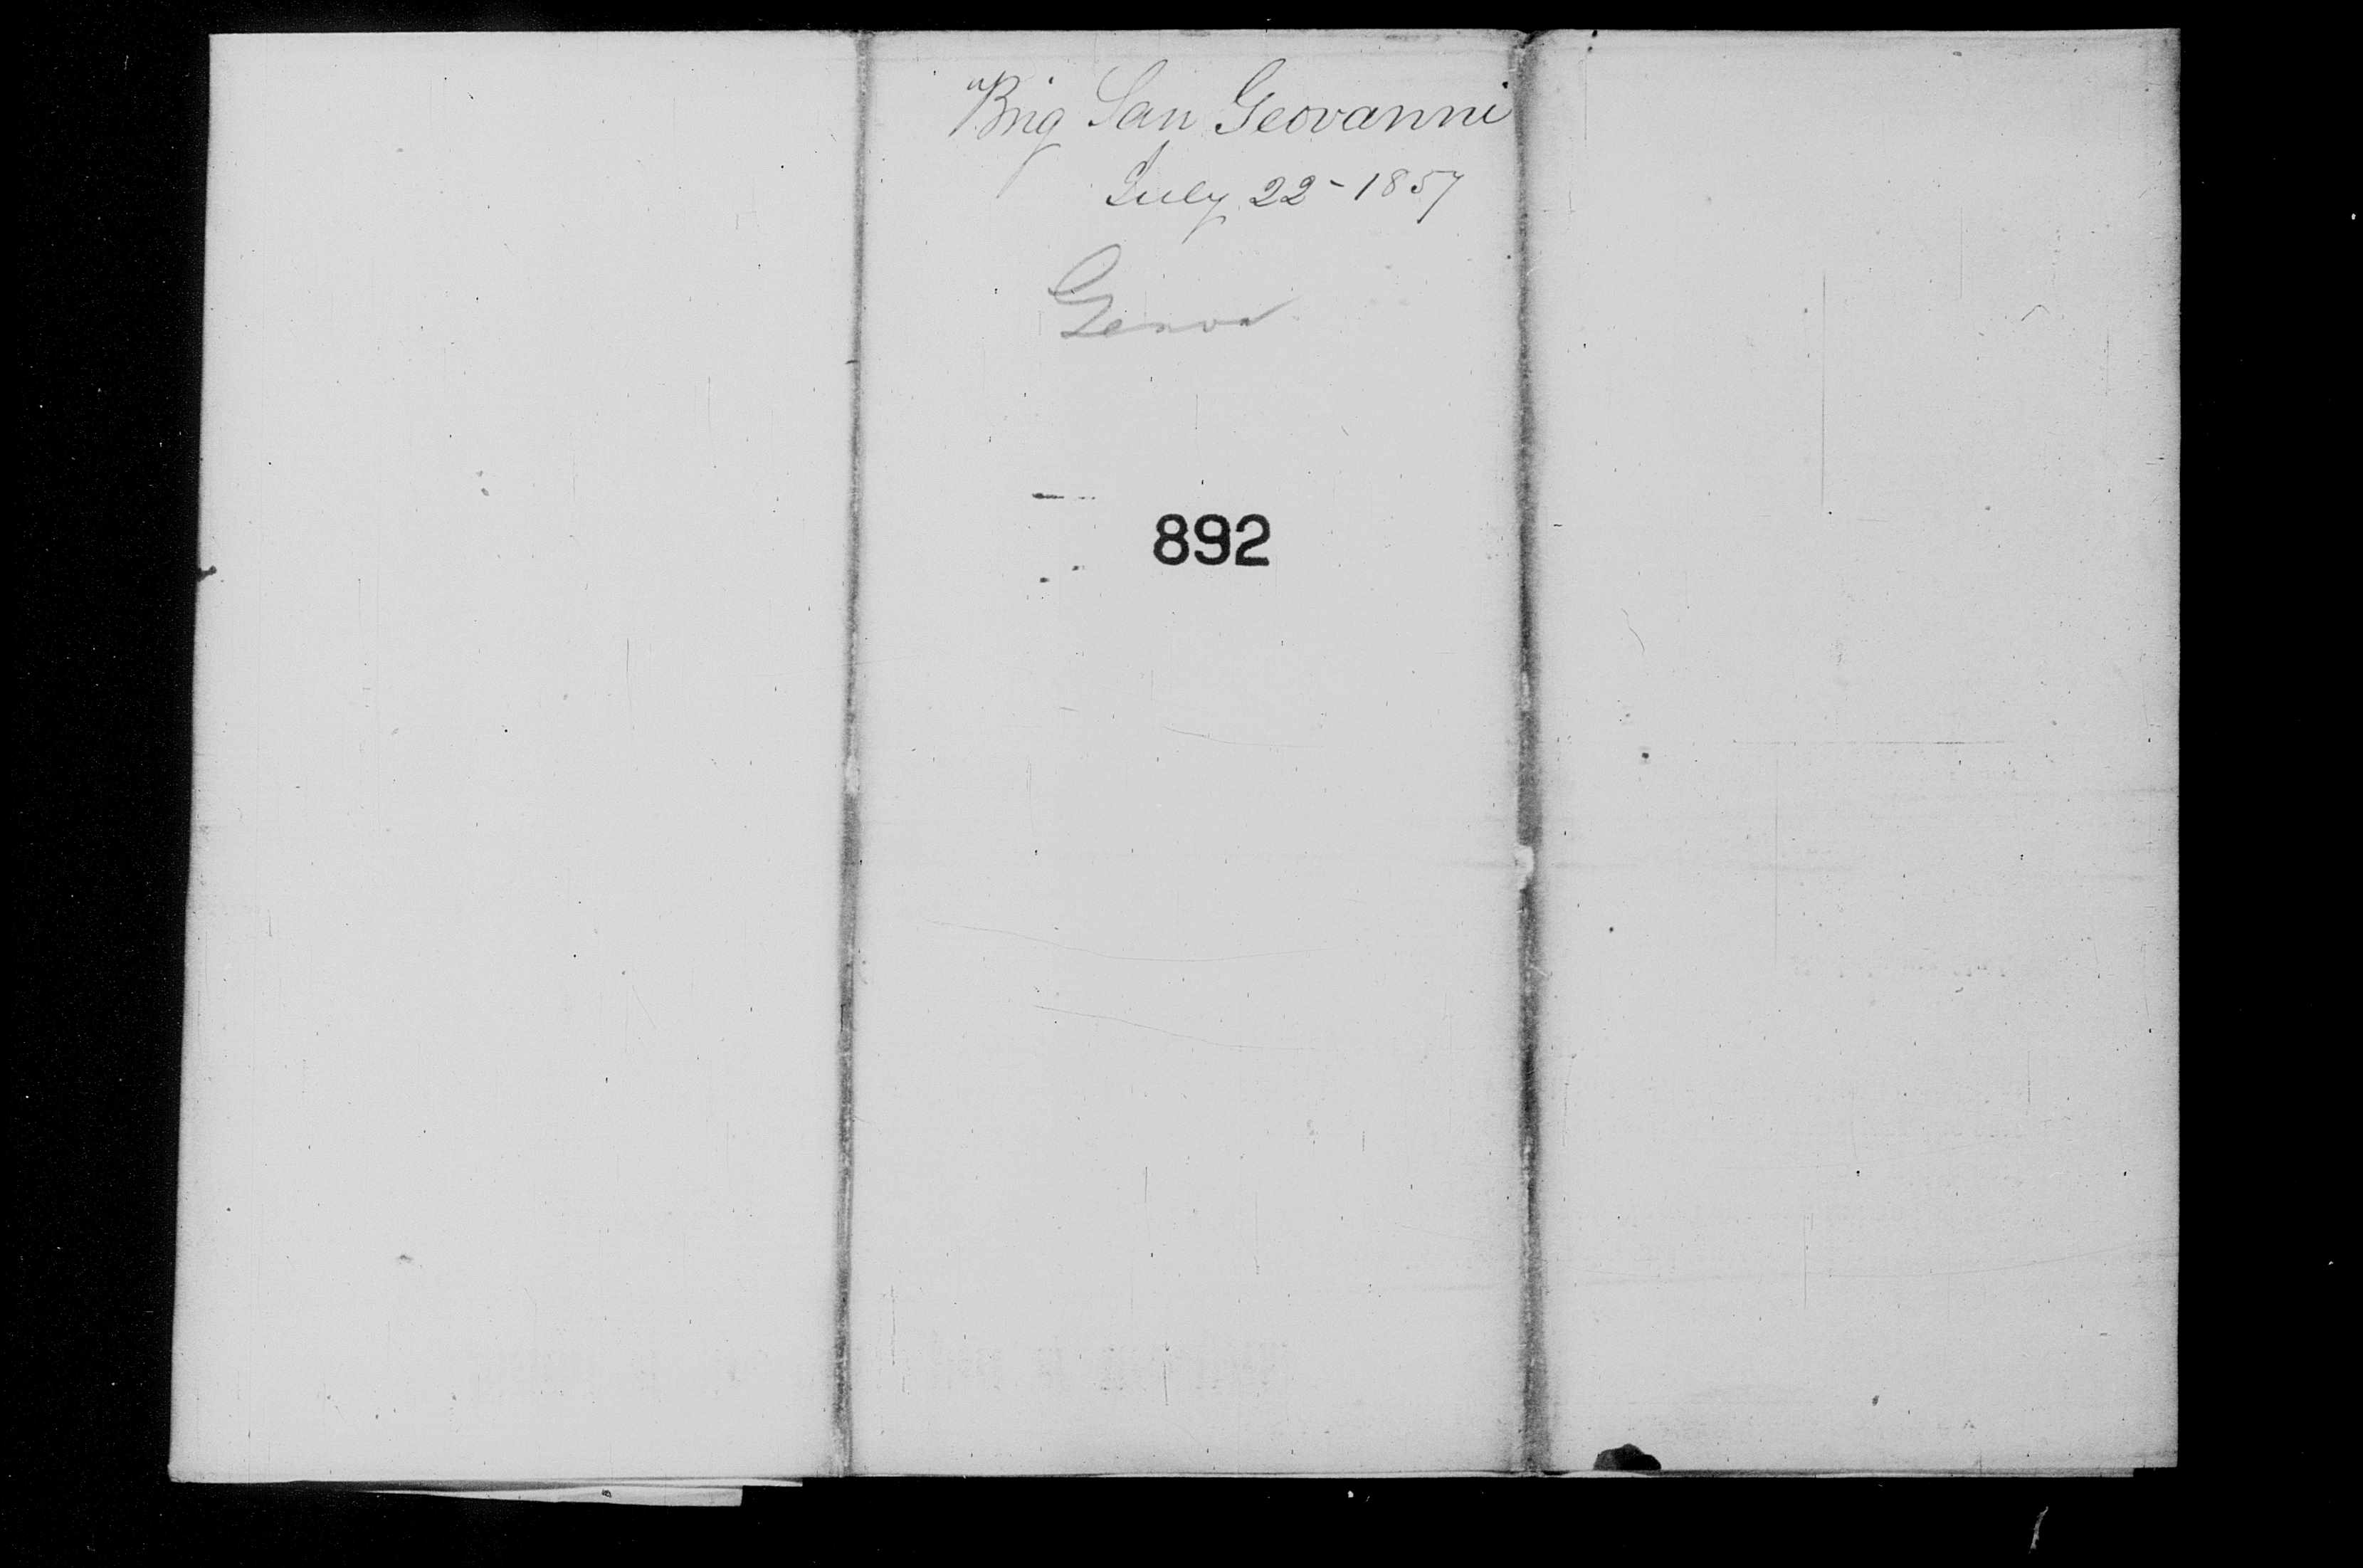 Brig San Geovanni
July 22 - 1857
Genoa
892